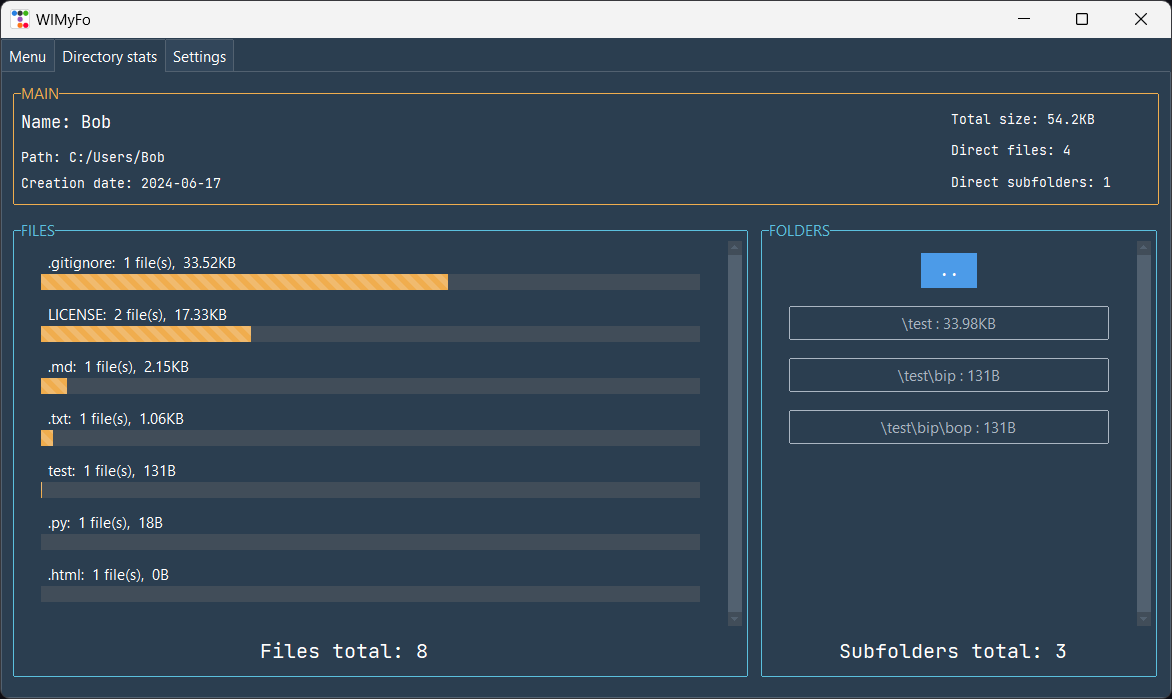 WIMyFo
Menu Directory stats Settings
MAIN
Name: Bob
Path: C:/Users/Bob
Creation date: 2024-06-17
Total size: 54.2KB
Direct files: 4
Direct subfolders: 1
FILES
.gitignore: 1 file(s), 33.52KB
LICENSE: 2 file(s), 17.33KB
.md: 1 file(s), 2.15KB
.txt: 1 file(s), 1.06KB
test: 1 file(s), 131B
.py: 1 file(s), 18B
.html: 1 file(s), 0B
Files total: 8
FOLDERS
..
\test : 33.98KB
\test\bip : 131B
\test\bip\bop : 131B
Subfolders total: 3